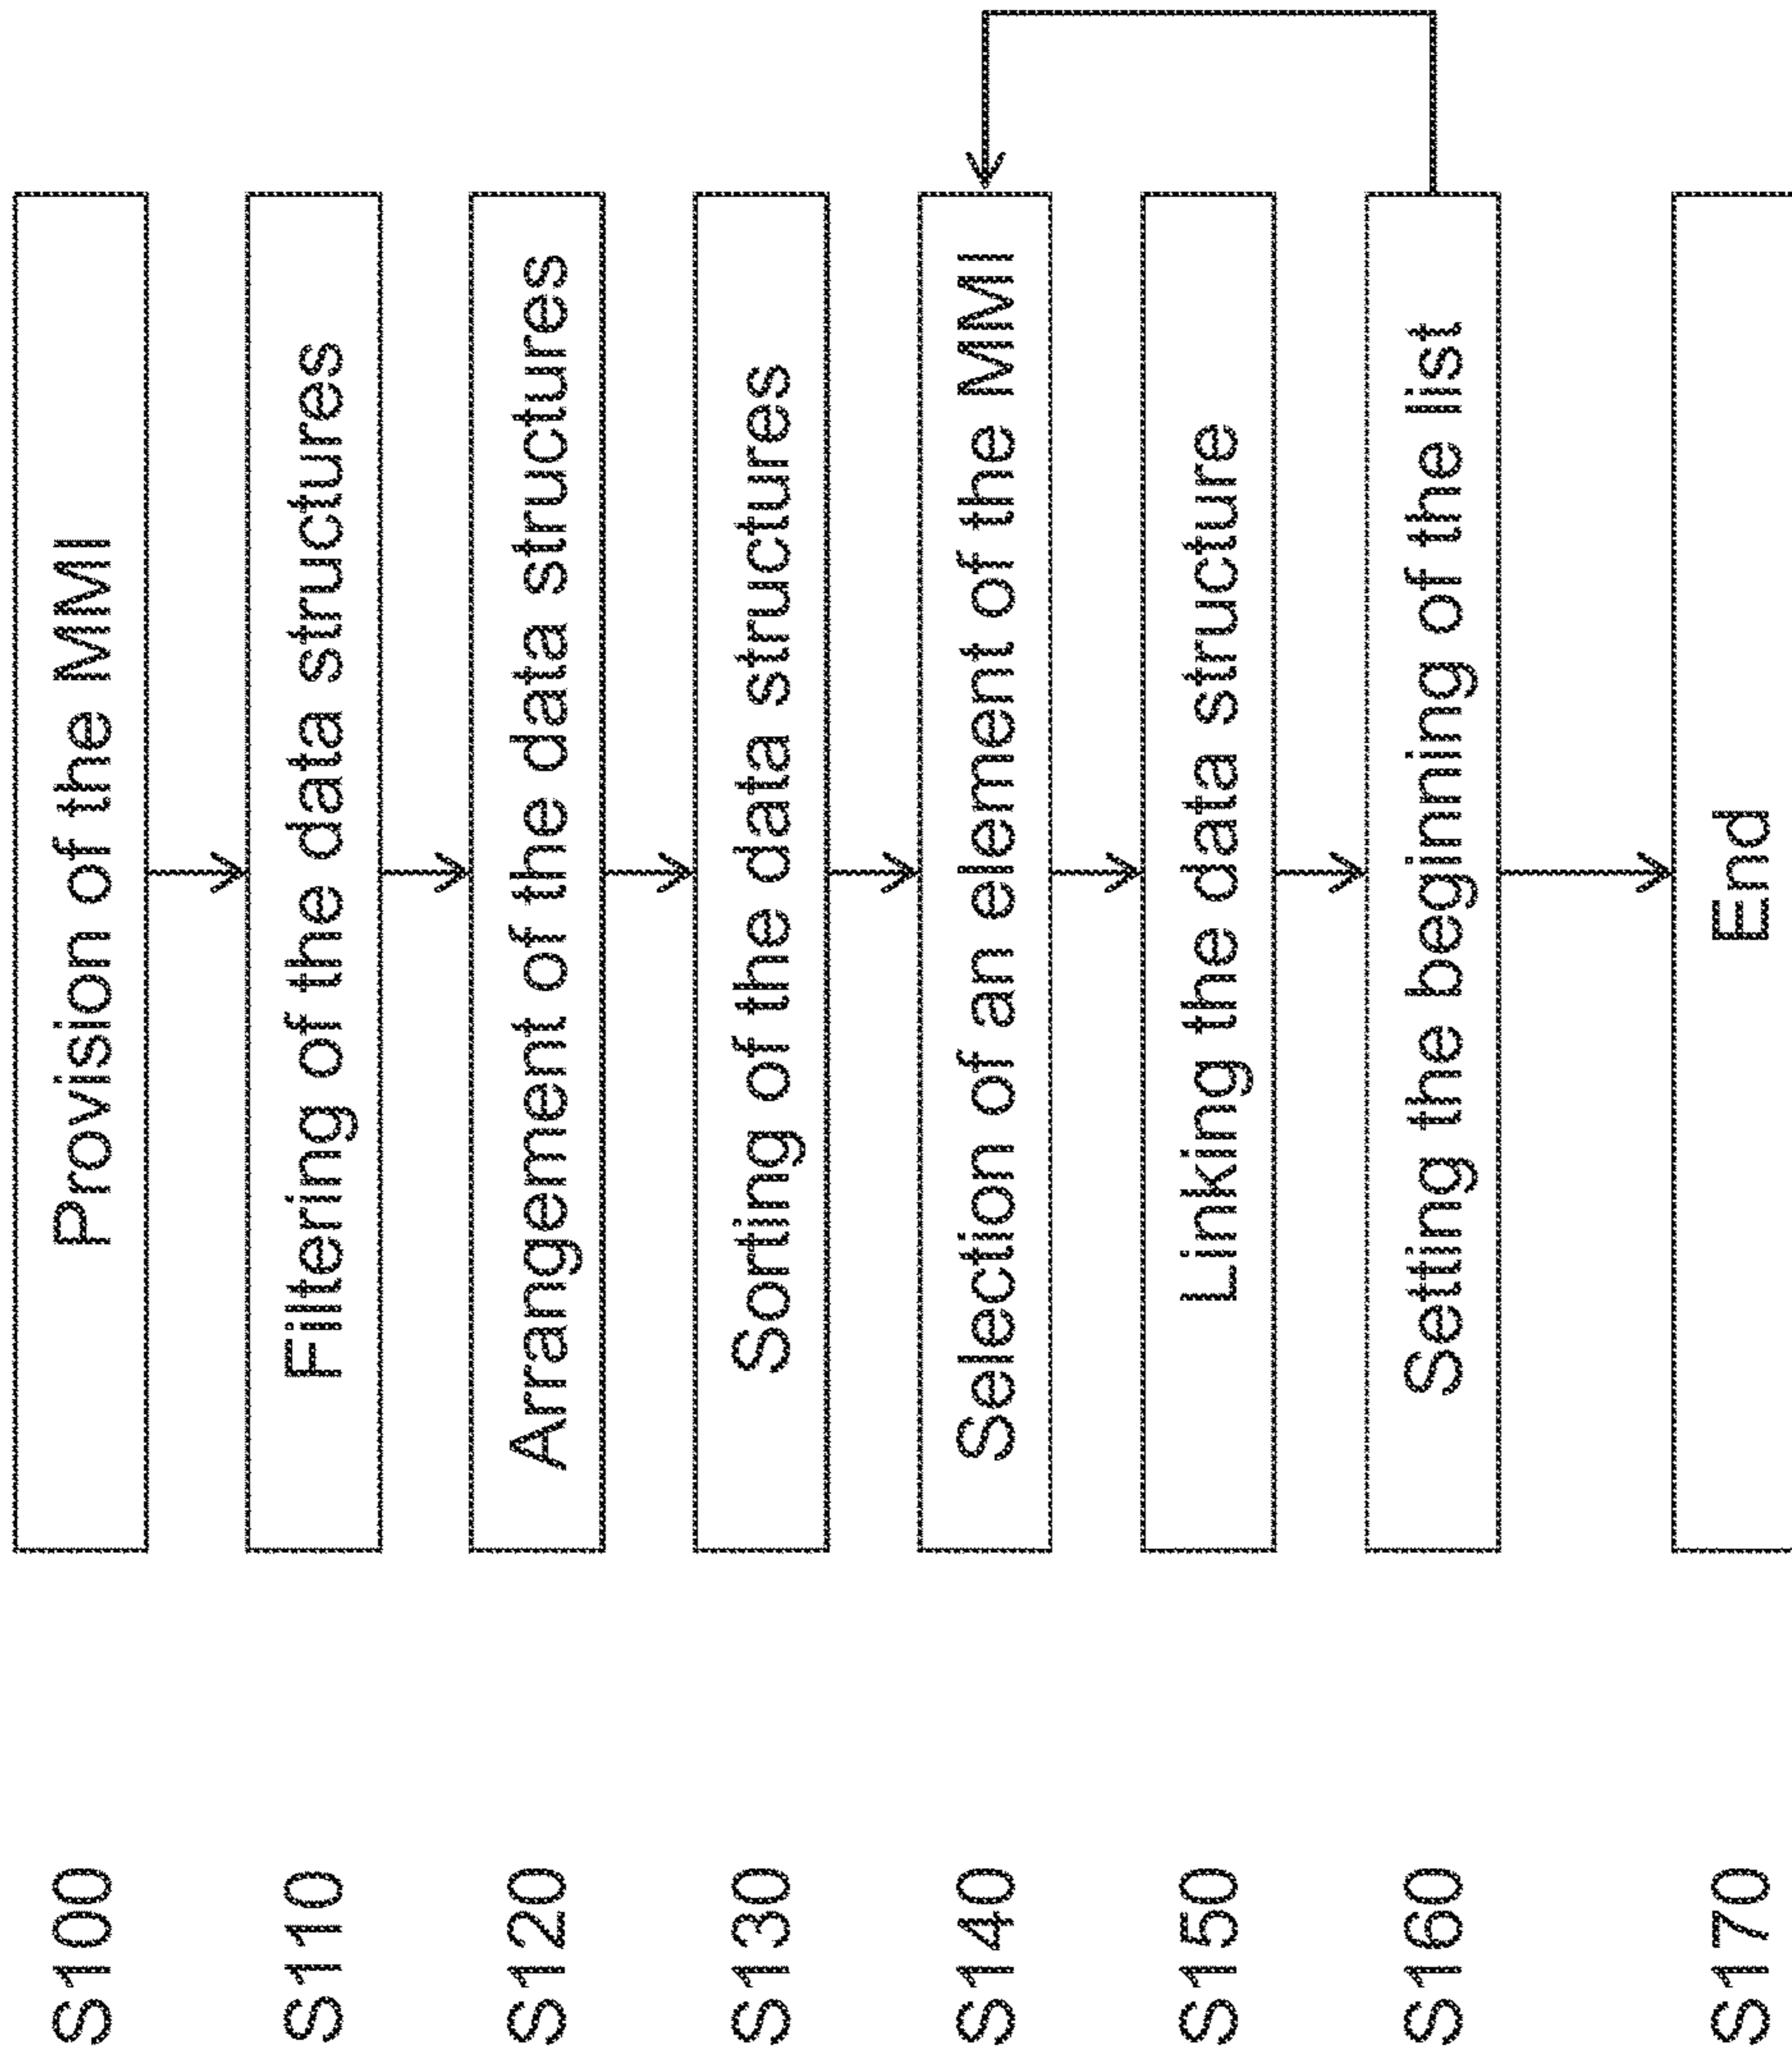 S100 Provision of the MMI
S110 Filtering of the data structures
S120 Arrangement of the data structures
S130 Sorting of the data structures
S140 Selection of an element of the MMI
S150 Linking the data structure
S160 Setting the beginning of the list
S170 End